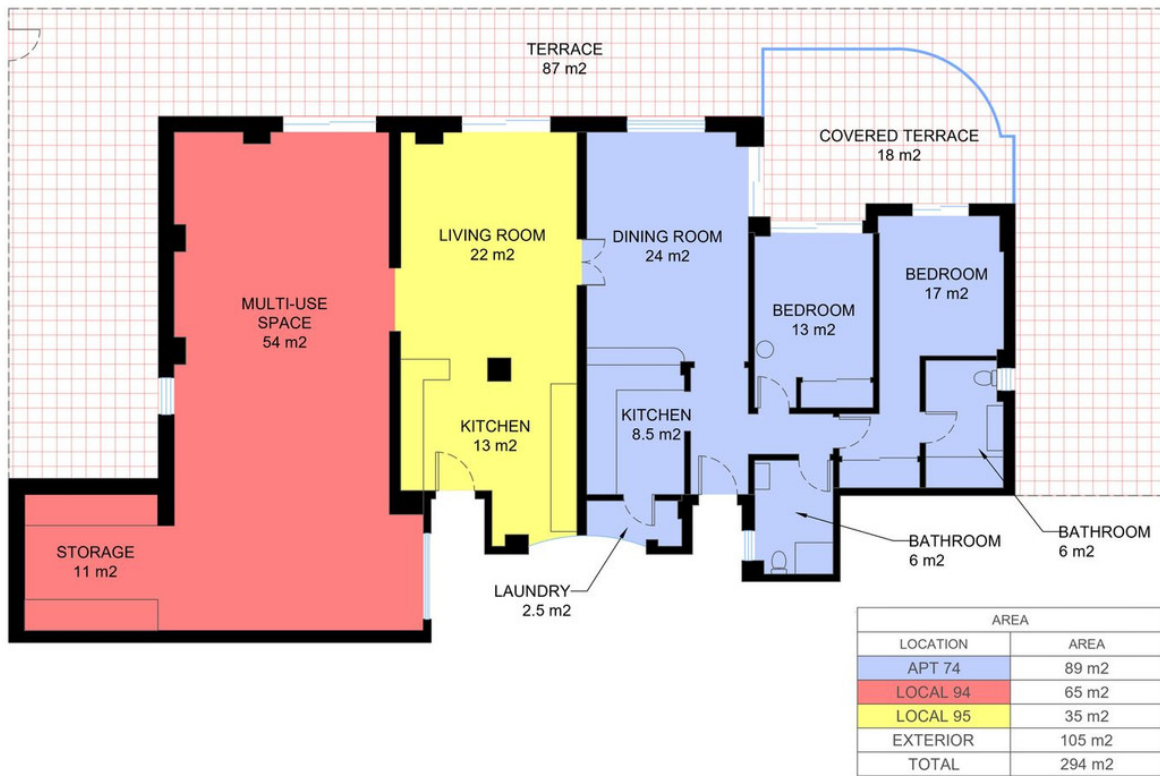 TERRACE
87 m2
COVERED TERRACE
18 m2
LIVING ROOM
22 m2
DINING ROOM
24 m2
BEDROOM
17 m2
MULTI-USE
SPACE
54 m2
BEDROOM
13 m2
KITCHEN
13 m2
KITCHEN
8.5 m2
STORAGE
11 m2
LAUNDRY
2.5 m2
BATHROOM
6 m2
BATHROOM
6 m2
AREA
LOCATION AREA
APT 74 89 m2
LOCAL 94 65 m2
LOCAL 95 35 m2
EXTERIOR 105 m2
TOTAL 294 m2